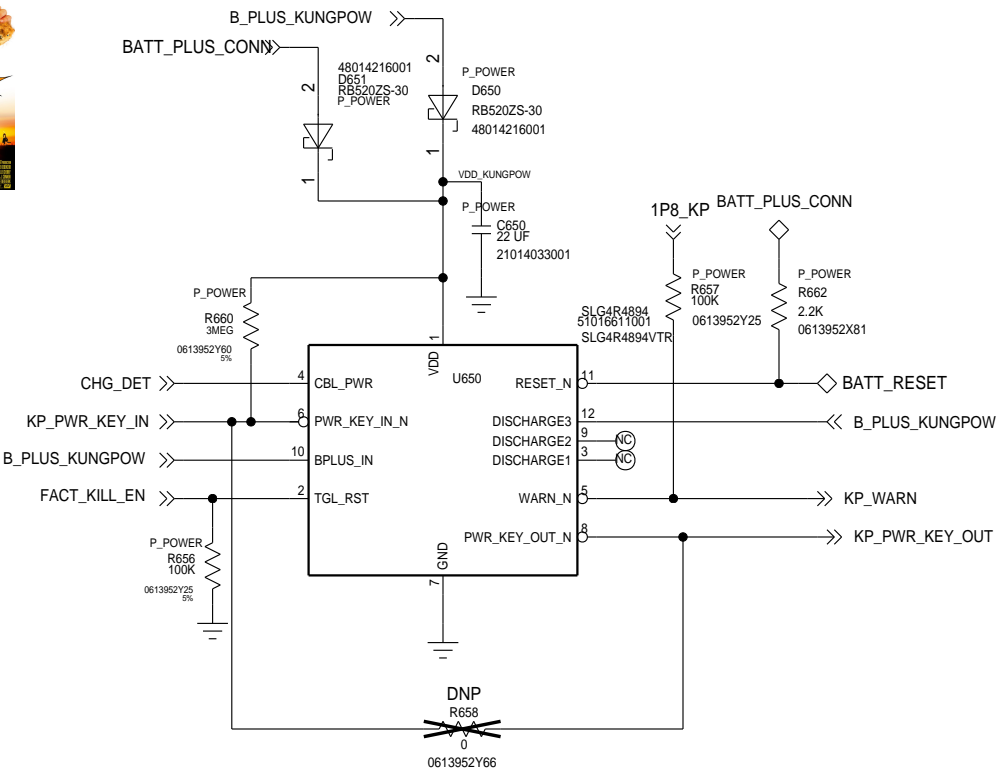 B_PLUS_KUNGPOW
BATT_PLUS_CONN
2
48014216001
D651
RB520ZS-30
P_POWER
1
2
P_POWER
D650
RB520ZS-30
48014216001
1
VDD_KUNGPOW
P_POWER
C650
22 UF
21014033001
1P8_KP
BATT_PLUS_CONN
P_POWER
R657
100K
0613952Y25
P_POWER
R662
2.2K
0613952X81
P_POWER
R660
3MEG
0613952Y60
5%
SLG4R4894
51016611001
SLG4R4894VTR
1
VDD
U650
CHG_DET
4
CBL_PWR
RESET_N
11
BATT_RESET
KP_PWR_KEY_IN
6
PWR_KEY_IN_N
DISCHARGE3
12
B_PLUS_KUNGPOW
DISCHARGE2
9
NC
B_PLUS_KUNGPOW
10
BPLUS_IN
DISCHARGE1
3
NC
FACT_KILL_EN
2
TGL_RST
WARN_N
5
KP_WARN
PWR_KEY_OUT_N
8
KP_PWR_KEY_OUT
P_POWER
R656
100K
0613952Y25
5%
GND
7
DNP
R658
0
0613952Y66